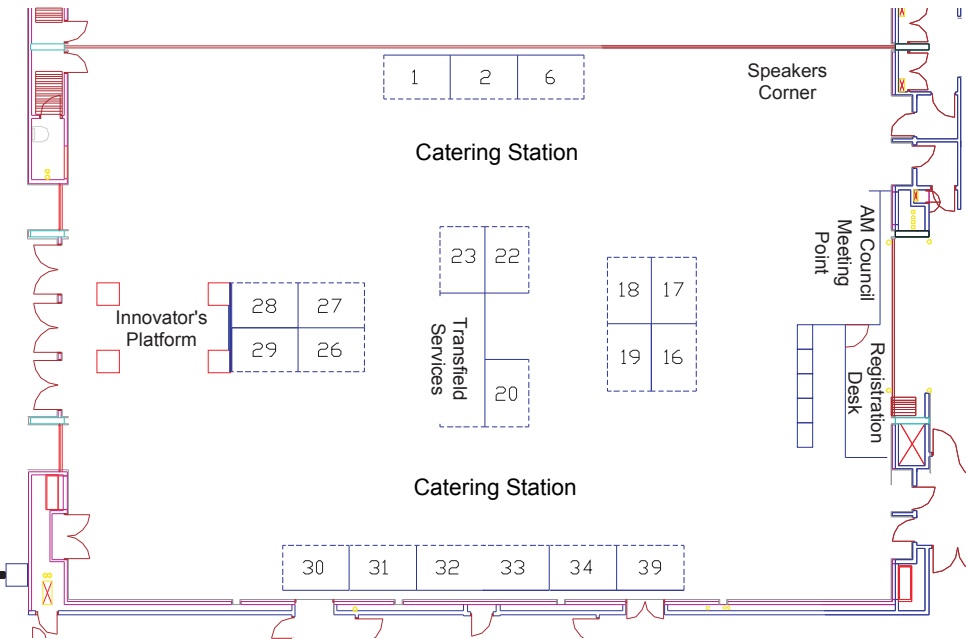 1 2 6
Speakers
Corner
Catering Station
AM Council
Meeting
Point
23 22
18 17
28 27
Innovator's
Platform
Transfield
Services
29 26
19 16
20
Registration
Desk
Catering Station
30 31 32 33 34 39